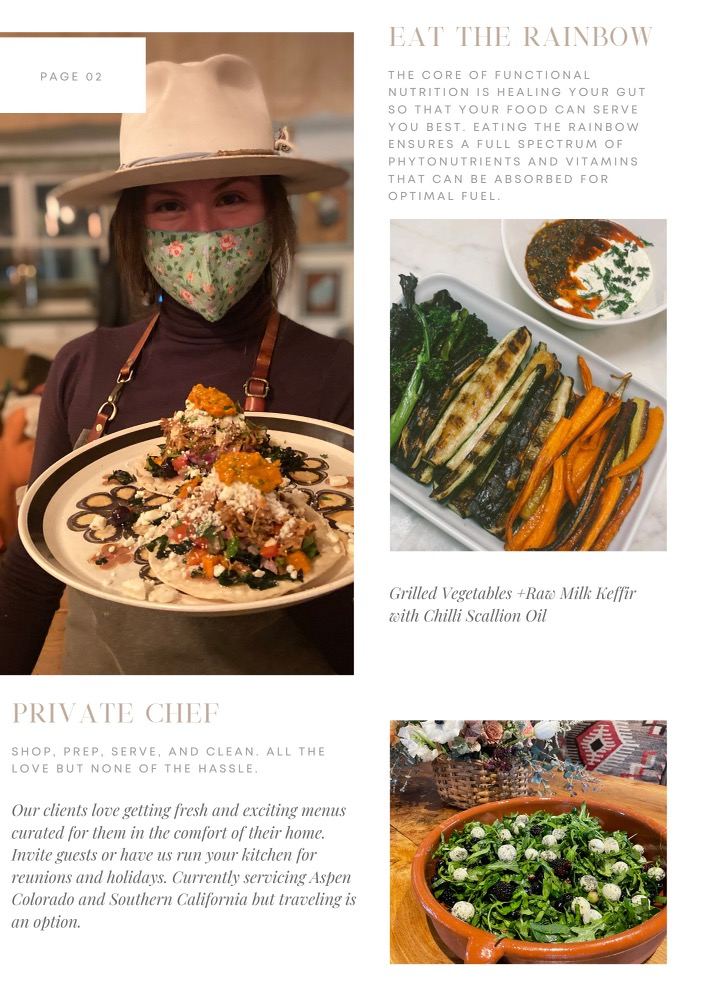 PAGE 02
EAT THE RAINBOW
THE CORE OF FUNCTIONAL
NUTRITION IS HEALING YOUR GUT
SO THAT YOUR FOOD CAN SERVE
YOU BEST. EATING THE RAINBOW
ENSURES A FULL SPECTRUM OF
PHYTONUTRIENTS AND VITAMINS
THAT CAN BE ABSORBED FOR
OPTIMAL FUEL.
Grilled Vegetables +Raw Milk Keffir
with Chilli Scallion Oil
PRIVATE CHEF
SHOP, PREP, SERVE, AND CLEAN. ALL THE
LOVE BUT NONE OF THE HASSLE.
Our clients love getting fresh and exciting menus
curated for them in the comfort of their home.
Invite guests or have us run your kitchen for
reunions and holidays. Currently servicing Aspen
Colorado and Southern California but traveling is
an option.